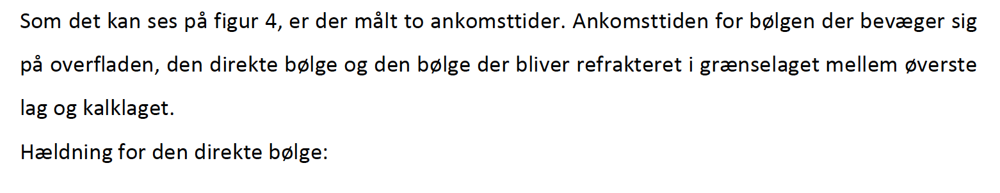 Som det kan ses på figur 4, er der målt to ankomsttider. Ankomsttiden for bølgen der bevæger sig
på overfladen, den direkte bølge og den bølge der bliver refrakteret i grænselaget mellem øverste
lag og kalklaget.
Hældning for den direkte bølge: